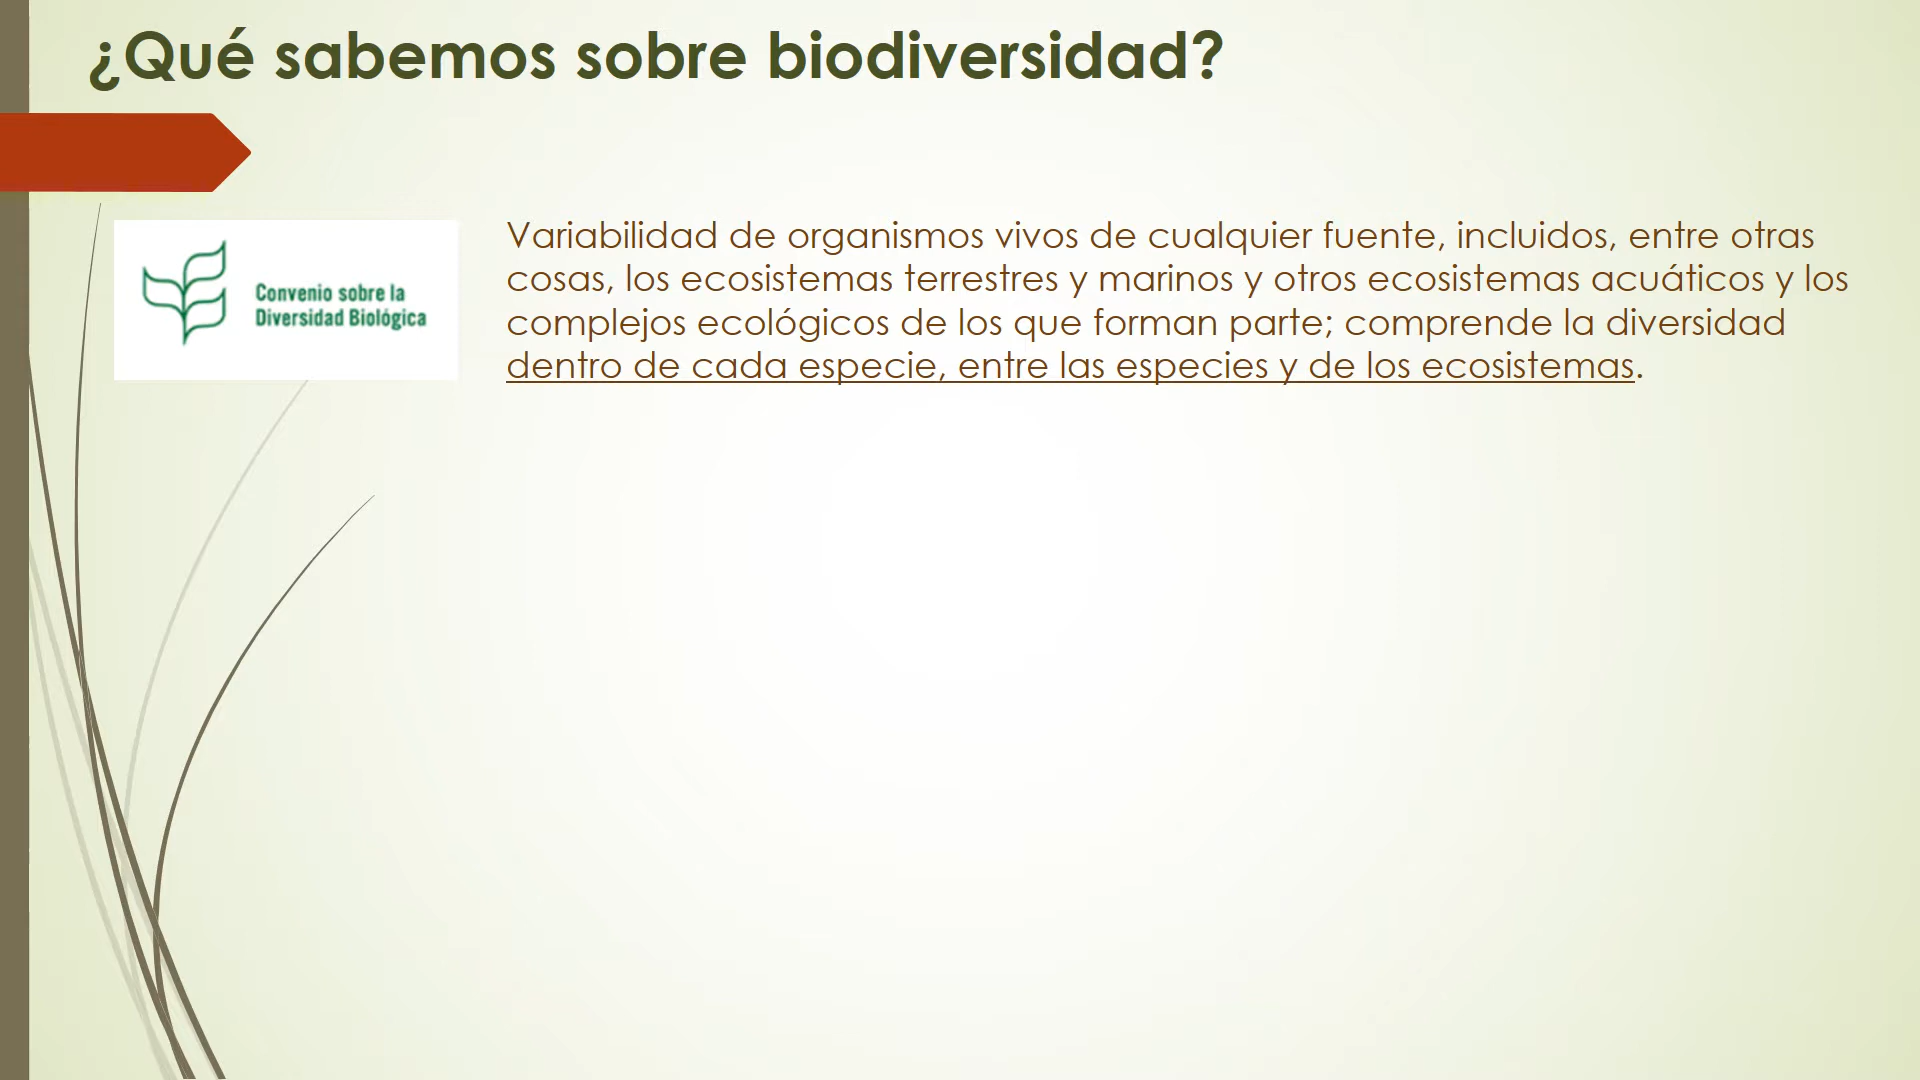 ¿Qué sabemos sobre biodiversidad?
Convenio sobre la
Diversidad Biológica
Variabilidad de organismos vivos de cualquier fuente, incluidos, entre otras
cosas, los ecosistemas terrestres y marinos y otros ecosistemas acuáticos y los
complejos ecológicos de los que forman parte; comprende la diversidad
dentro de cada especie, entre las especies y de los ecosistemas.